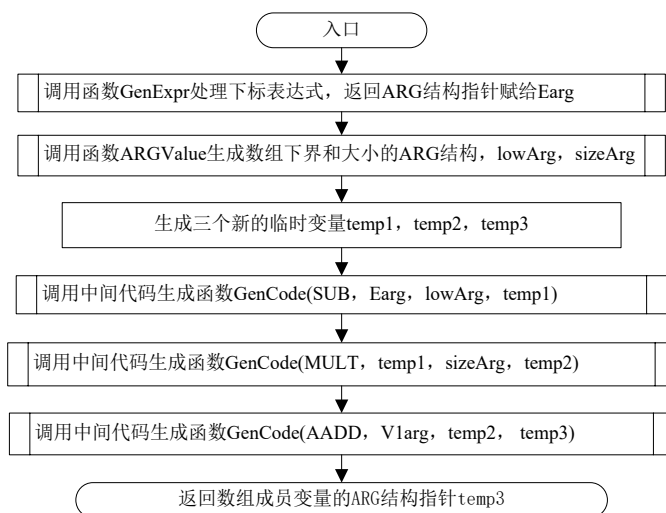 入口
调用函数GenExpr处理下标表达式，返回ARG结构指针赋给Earg
调用函数ARGValue生成数组下界和大小的ARG结构，lowArg，sizeArg
生成三个新的临时变量temp1，temp2，temp3
调用中间代码生成函数GenCode(SUB，Earg，lowArg，temp1)
调用中间代码生成函数GenCode(MULT，temp1，sizeArg，temp2)
调用中间代码生成函数GenCode(AADD，V1arg，temp2， temp3)
返回数组成员变量的ARG结构指针temp3